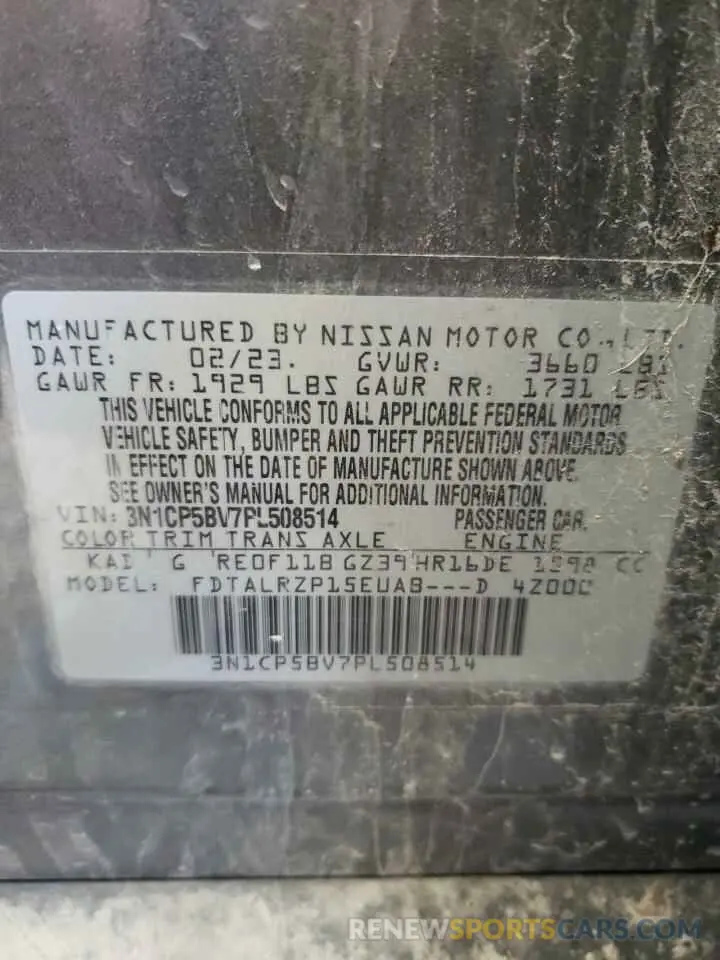 MANUFACTURED BY NISSAN MOTOR CO., LTD.
DATE: 02/23. GVWR: 3660 LBS
GAWR FR: 1929 LBS GAWR RR: 1731 LBS
THIS VEHICLE CONFORMS TO ALL APPLICABLE FEDERAL MOTOR
VEHICLE SAFETY, BUMPER AND THEFT PREVENTION STANDARDS
IN EFFECT ON THE DATE OF MANUFACTURE SHOWN ABOVE.
SEE OWNER'S MANUAL FOR ADDITIONAL INFORMATION.
VIN: 3N1CP5BV7PL508514 PASSENGER CAR.
COLOR TRIM TRANS AXLE ENGINE
KAD G RE0F11B GZ39 HR16DE 1598 CC
MODEL: FDTALRZP15EUAB---D 4Z00C
3N1CP5BV7PL508514
RENEWSPORTSCARS.COM